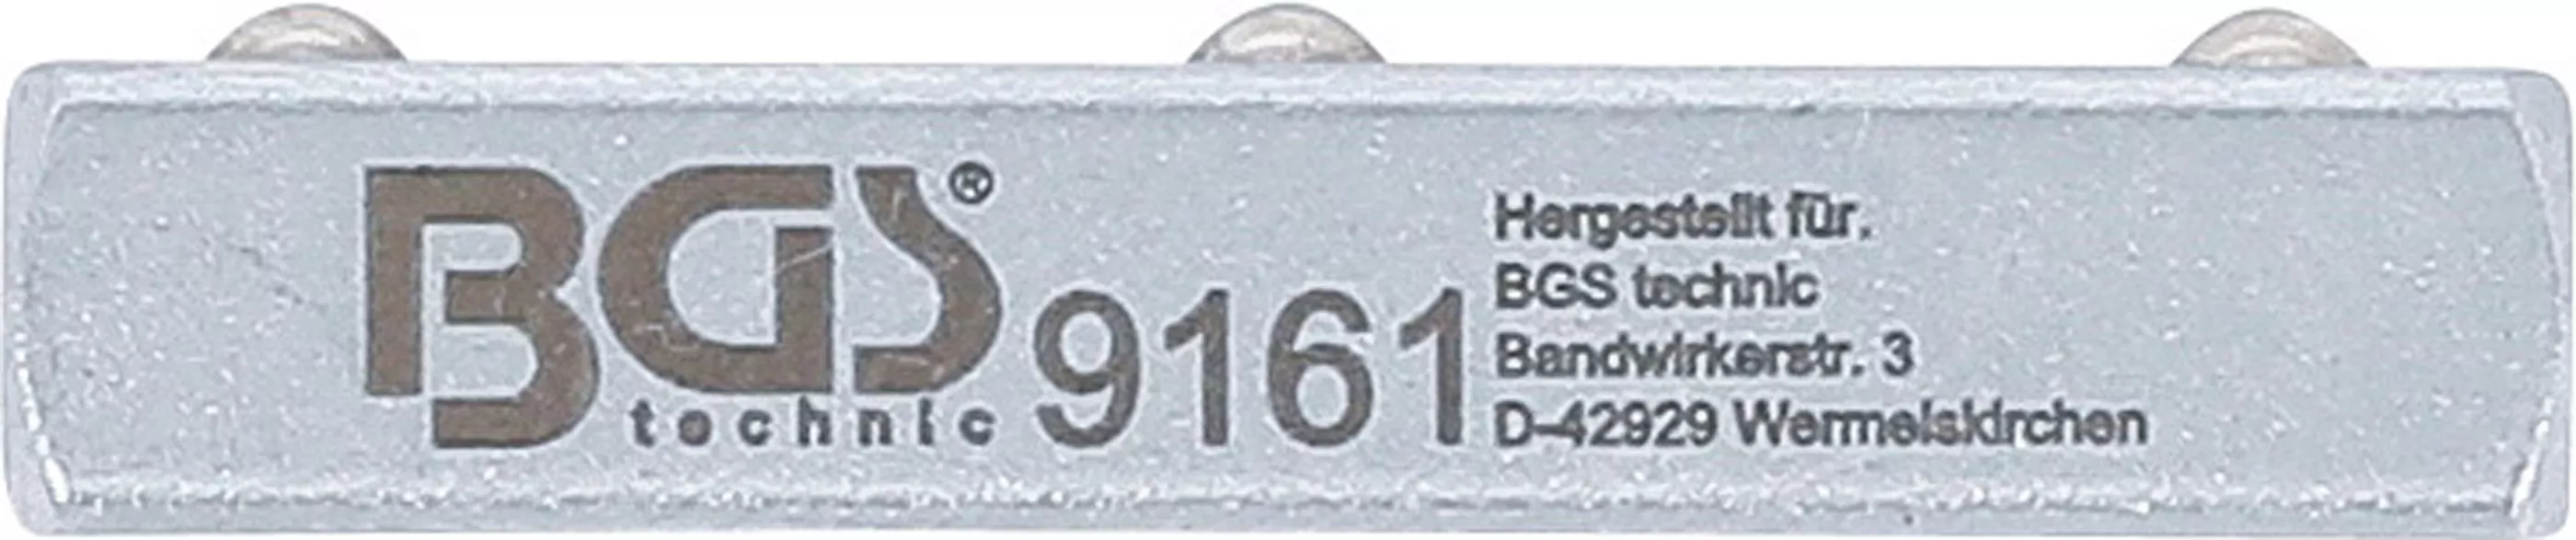 BGS®
technic
9161
Hergestellt für.
BGS technic
Bandwirkerstr. 3
D-42929 Wermelskirchen